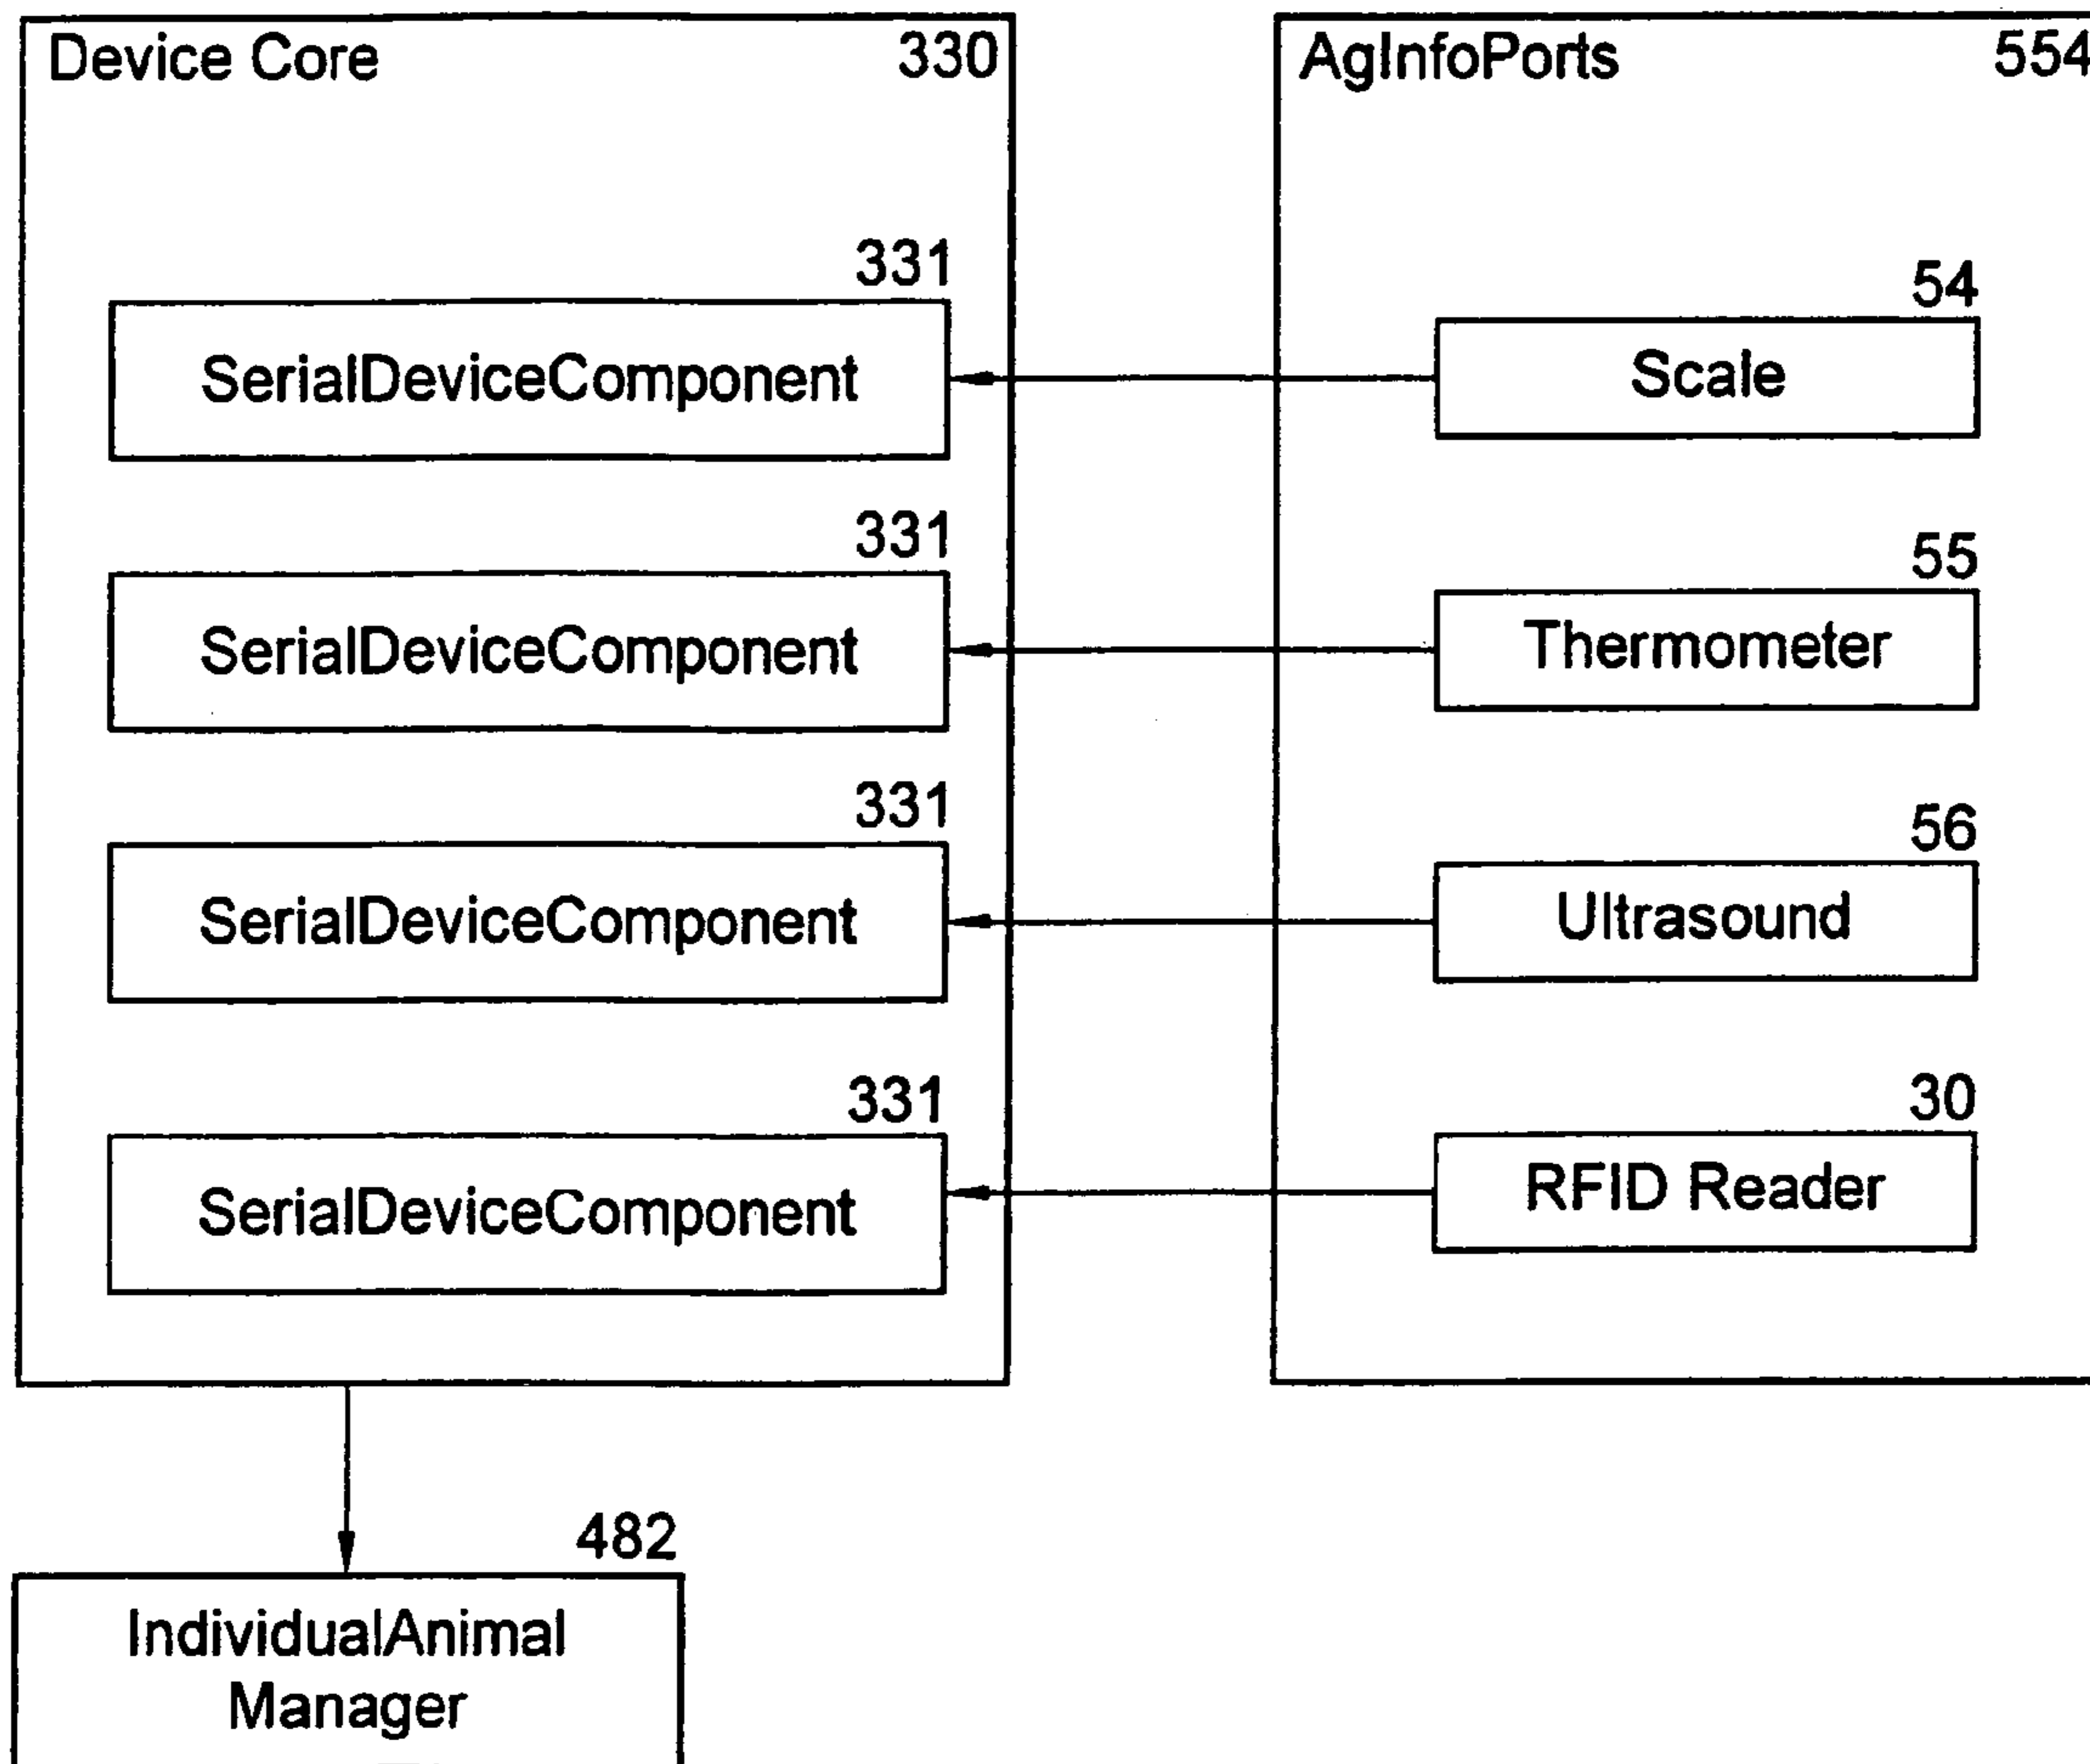 Device Core 330
331
SerialDeviceComponent
331
SerialDeviceComponent
331
SerialDeviceComponent
331
SerialDeviceComponent
AgInfoPorts 554
54
Scale
55
Thermometer
56
Ultrasound
30
RFID Reader
482
IndividualAnimal
Manager